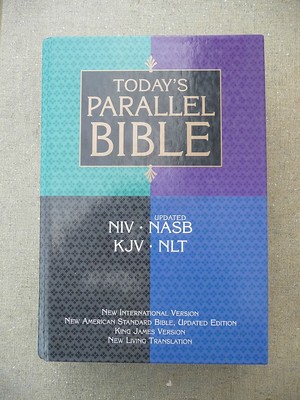 TODAY'S
PARALLEL
BIBLE
UPDATED
NIV · NASB
KJV · NLT
NEW INTERNATIONAL VERSION
NEW AMERICAN STANDARD BIBLE, UPDATED EDITION
KING JAMES VERSION
NEW LIVING TRANSLATION